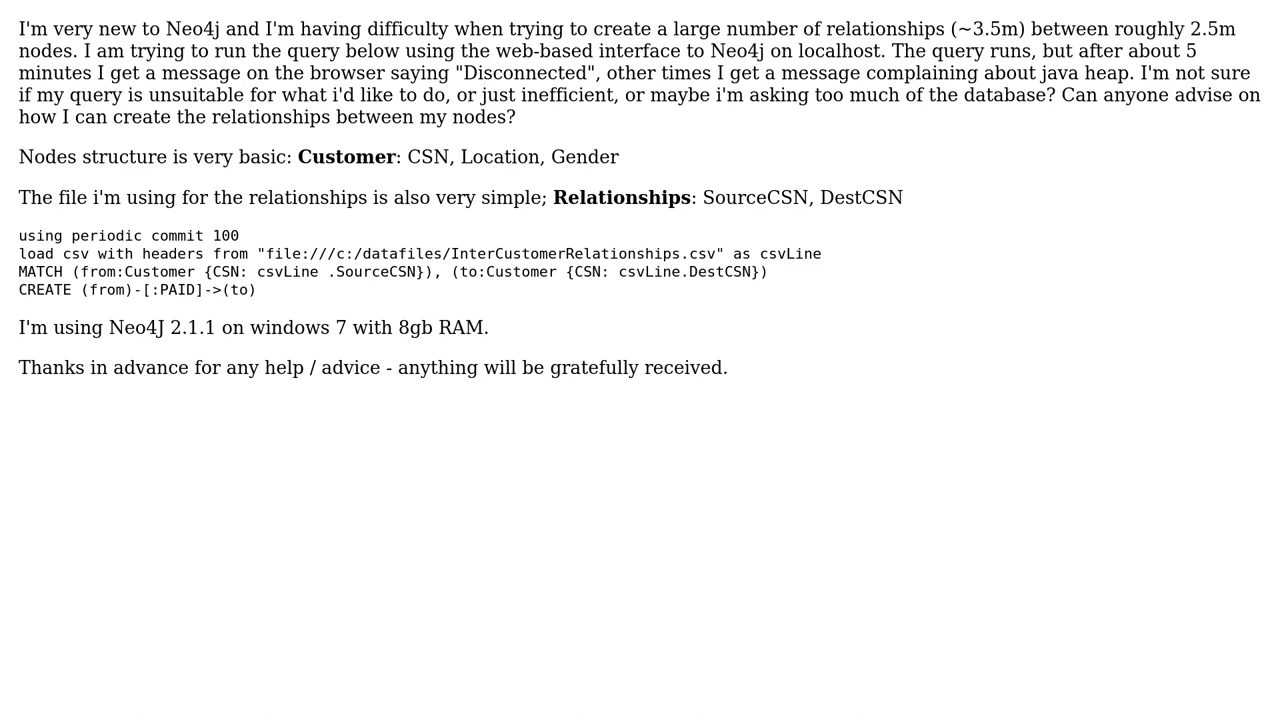 I'm very new to Neo4j and I'm having difficulty when trying to create a large number of relationships (~3.5m) between roughly 2.5m
nodes. I am trying to run the query below using the web-based interface to Neo4j on localhost. The query runs, but after about 5
minutes I get a message on the browser saying "Disconnected", other times I get a message complaining about java heap. I'm not sure
if my query is unsuitable for what i'd like to do, or just inefficient, or maybe i'm asking too much of the database? Can anyone advise on
how I can create the relationships between my nodes?
Nodes structure is very basic: Customer: CSN, Location, Gender
The file i'm using for the relationships is also very simple; Relationships: SourceCSN, DestCSN
using periodic commit 100
load csv with headers from "file:///c:/datafiles/InterCustomerRelationships.csv" as csvLine
MATCH (from:Customer {CSN: csvLine .SourceCSN}), (to:Customer {CSN: csvLine.DestCSN})
CREATE (from)-[:PAID]->(to)
I'm using Neo4J 2.1.1 on windows 7 with 8gb RAM.
Thanks in advance for any help / advice - anything will be gratefully received.